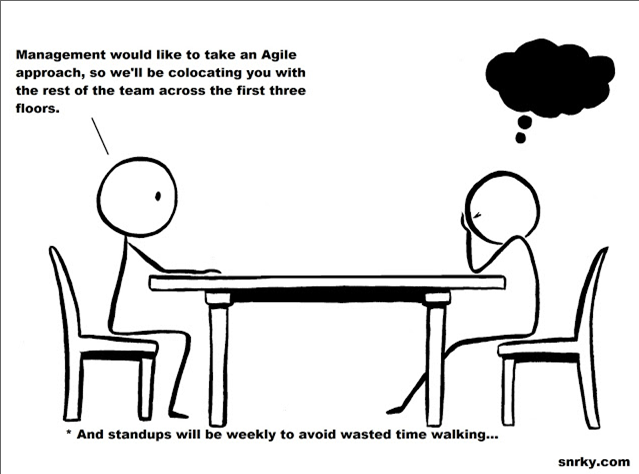 Management would like to take an Agile
approach, so we'll be colocating you with
the rest of the team across the first three
floors.
* And standups will be weekly to avoid wasted time walking...
snrky.com